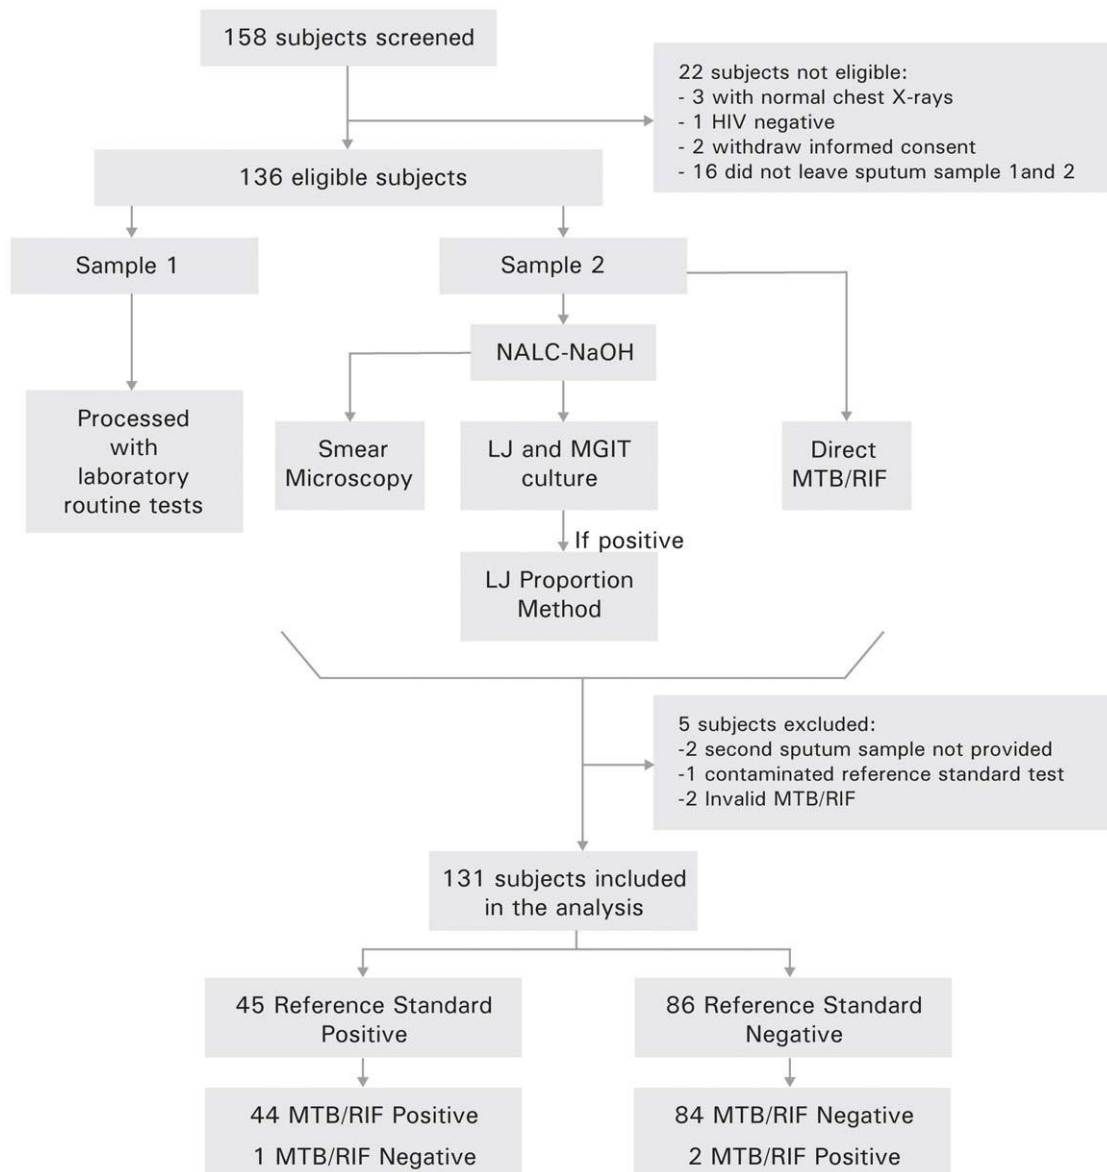 158 subjects screened
22 subjects not eligible:
- 3 with normal chest X-rays
- 1 HIV negative
- 2 withdraw informed consent
- 16 did not leave sputum sample 1and 2
136 eligible subjects
Sample 1
Sample 2
NALC-NaOH
Processed
with
laboratory
routine tests
Smear
Microscopy
LJ and MGIT
culture
Direct
MTB/RIF
If positive
LJ Proportion
Method
5 subjects excluded:
-2 second sputum sample not provided
-1 contaminated reference standard test
-2 Invalid MTB/RIF
131 subjects included
in the analysis
45 Reference Standard
Positive
86 Reference Standard
Negative
44 MTB/RIF Positive
1 MTB/RIF Negative
84 MTB/RIF Negative
2 MTB/RIF Positive